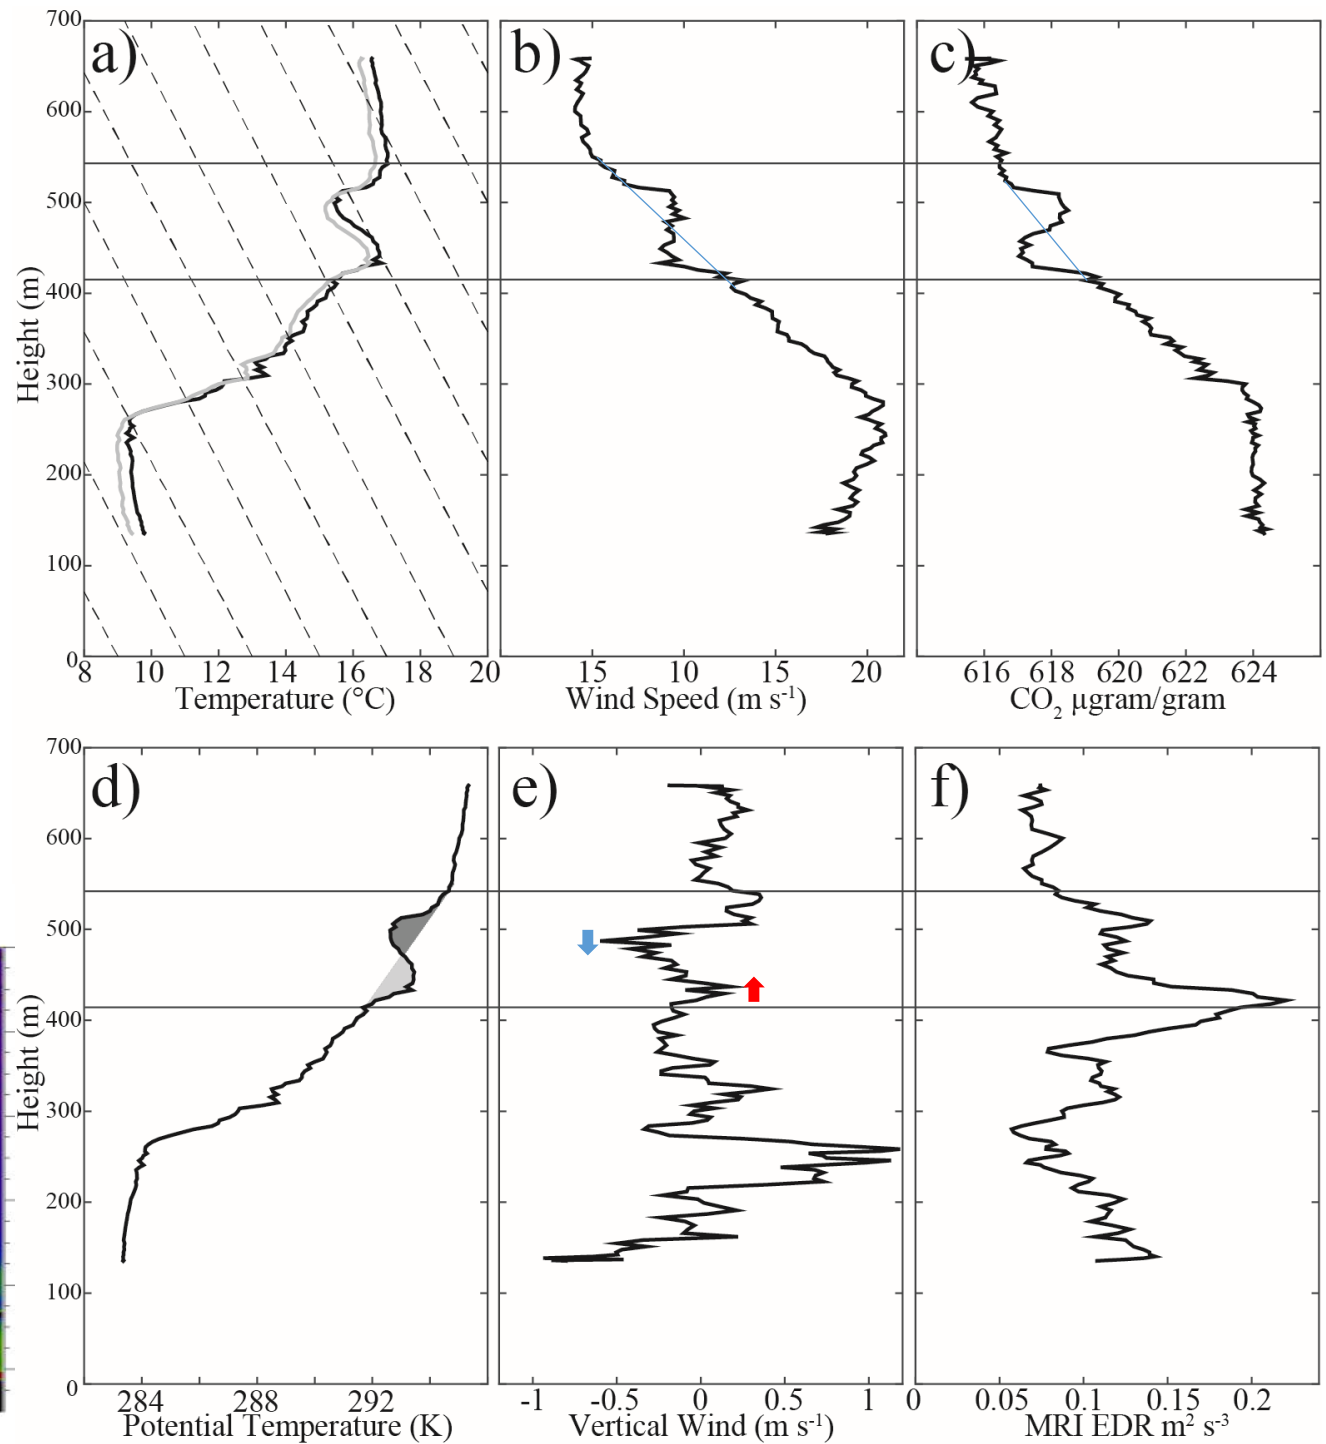 a)
b)
c)
700
600
500
400
300
200
100
0
Height (m)
8 10 12 14 16 18 20
Temperature (°C)
15 10 15 20
Wind Speed (m s-1)
616 618 620 622 624
CO2 µgram/gram
d)
e)
f)
700
600
500
400
300
200
100
0
Height (m)
284 288 292
Potential Temperature (K)
-1 -0.5 0 0.5 1
Vertical Wind (m s-1)
0 0.05 0.1 0.15 0.2
MRI EDR m2 s-3